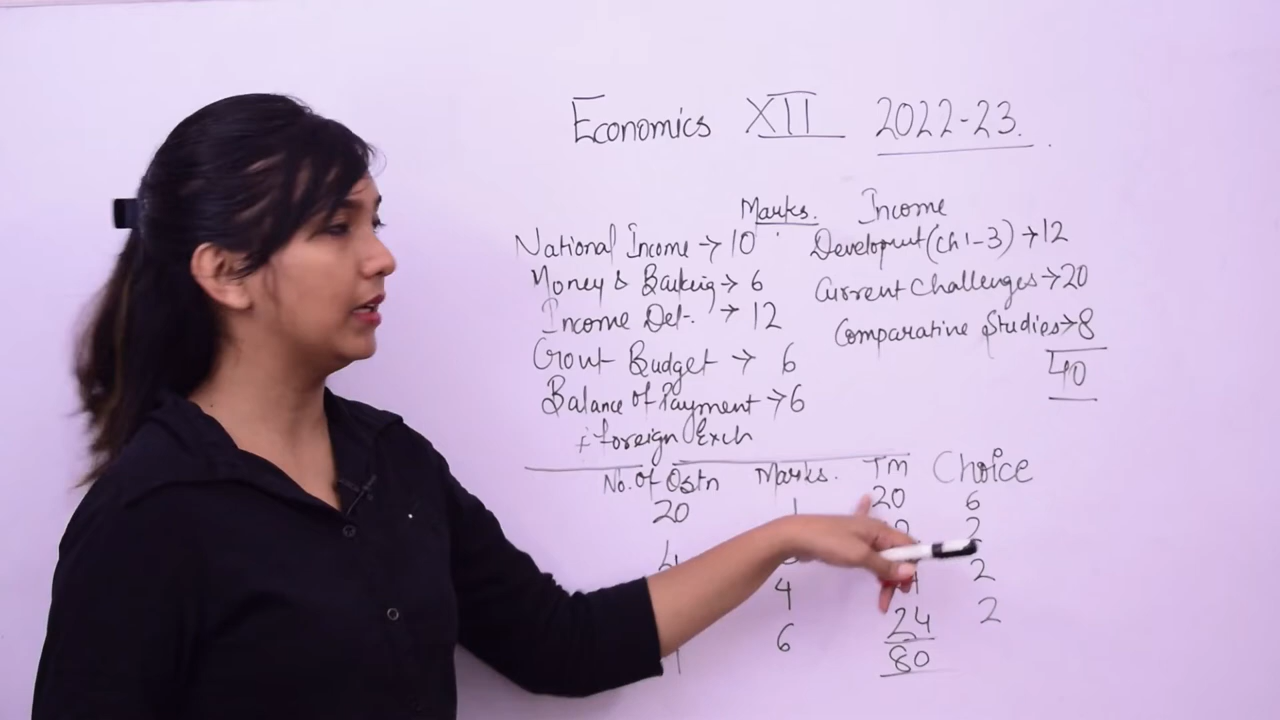 Economics XII 2022-23.
Marks.
National Income → 10
Money & Banking → 6
Income Det. → 12
Govt Budget → 6
Balance of Payment → 6
+ foreign Exch
Income
Development (Ch 1-3) → 12
Current Challenges → 20
Comparative Studies → 8
40
No. of Qstn Marks. TM Choice
20 1 20 6
4 2
4 2
6 24 2
80